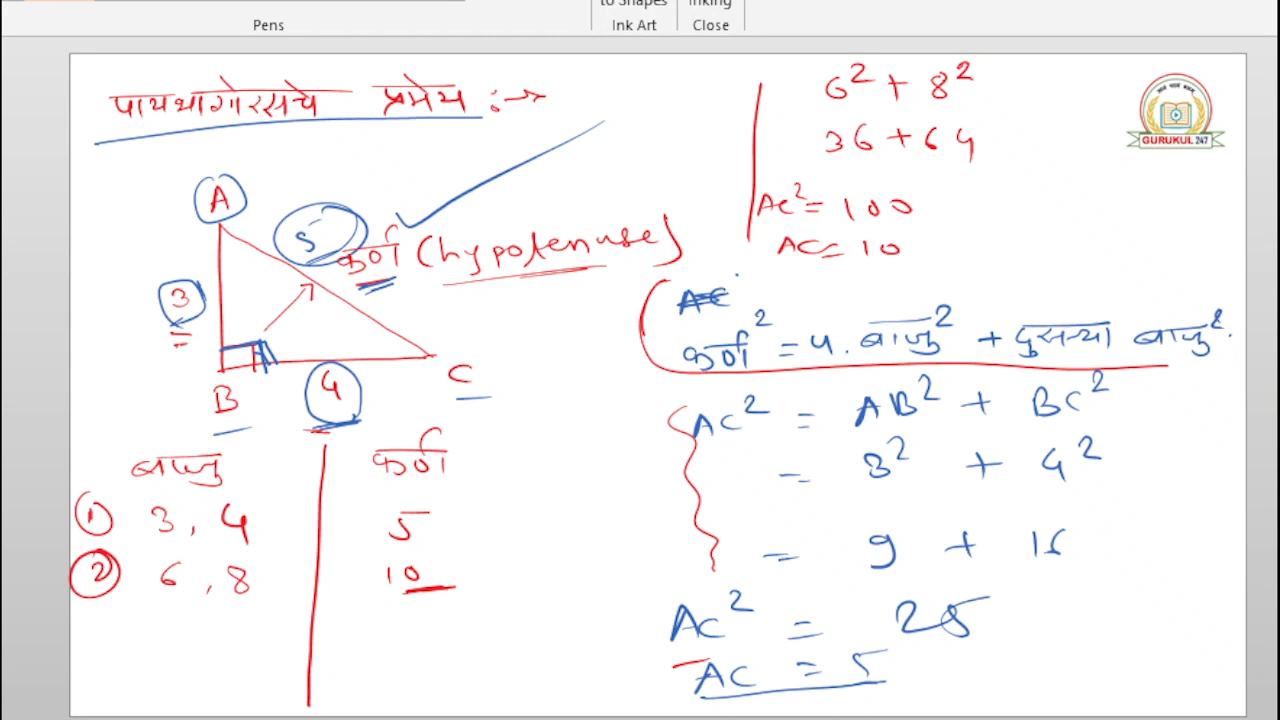 to Shapes Inking
Pens Ink Art Close
पायथागोरसचे प्रमेय :→
A
5
कर्ण (hypotenuse)
3
B
4
C
बाजु कर्ण
① 3, 4 5
② 6, 8 10
6² + 8²
36 + 64
AC² = 100
AC = 10
GURUKUL 247
AC
कर्ण² = प. बाजु² + दुसऱ्या बाजु².
AC² = AB² + BC²
= 3² + 4²
= 9 + 16
AC² = 25
AC = 5